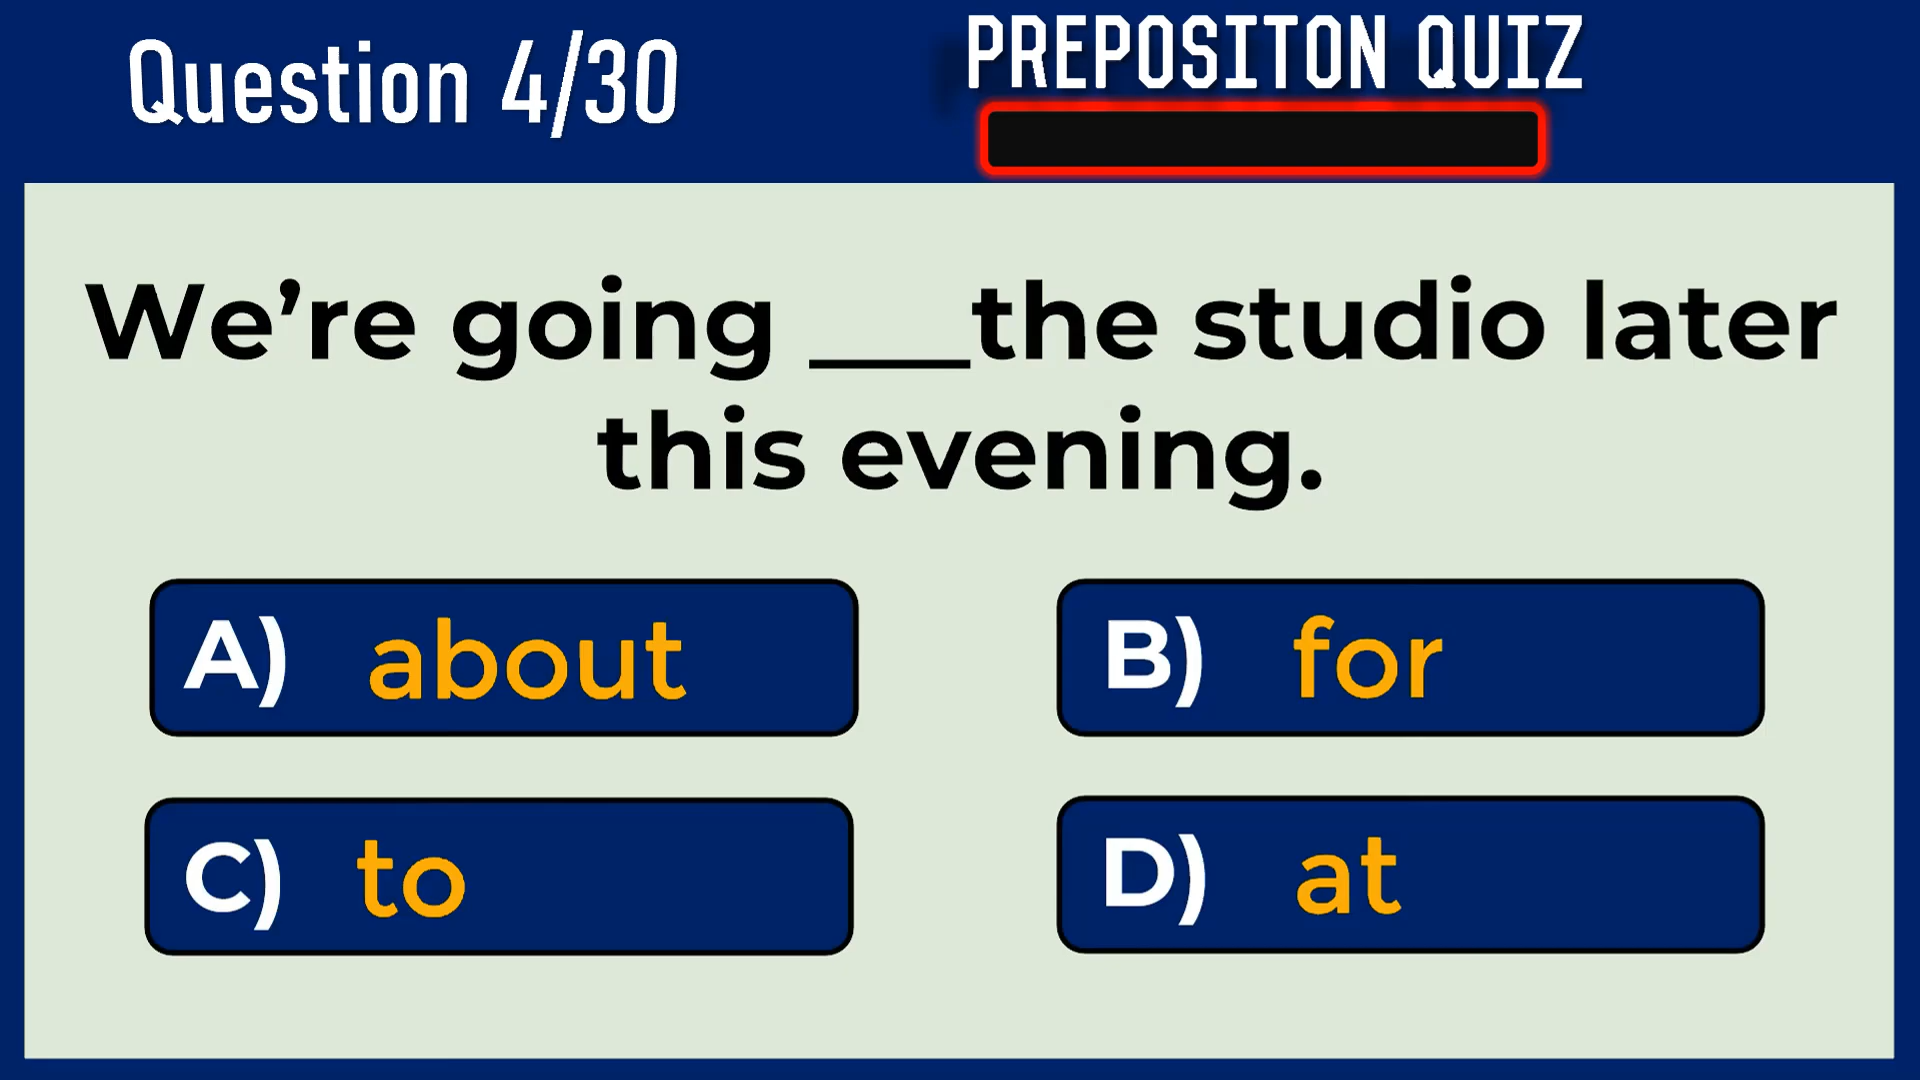 Question 4/30
PREPOSITON QUIZ
We’re going ___the studio later
this evening.
A) about
B) for
C) to
D) at